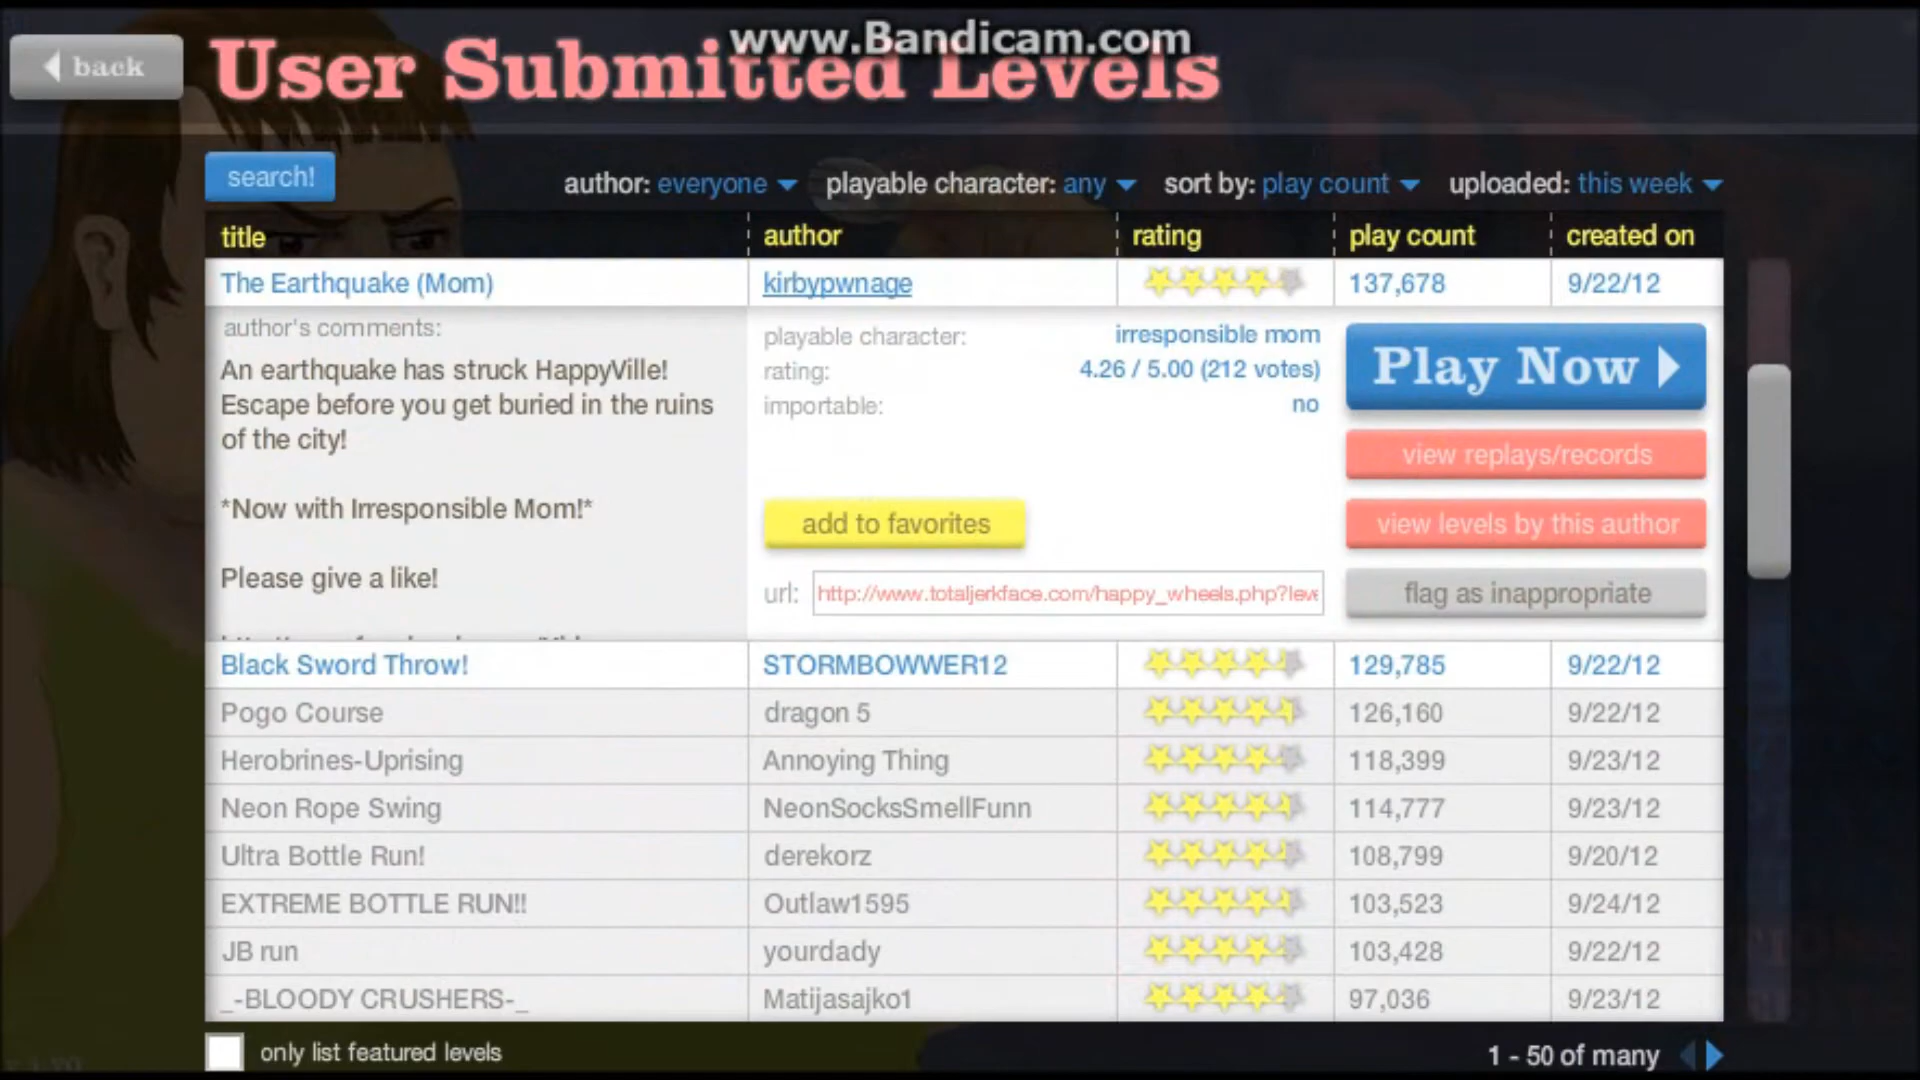 www.Bandicam.com
back
User Submitted Levels
search!
author: everyone
playable character: any
sort by: play count
uploaded: this week
title author rating play count created on
The Earthquake (Mom) kirbypwnage 137,678 9/22/12
author's comments:
An earthquake has struck HappyVille!
Escape before you get buried in the ruins
of the city!
*Now with Irresponsible Mom!*
Please give a like!
playable character: irresponsible mom
rating: 4.26 / 5.00 (212 votes)
importable: no
add to favorites
url: http://www.totaljerkface.com/happy_wheels.php?leve
Play Now
view replays/records
view levels by this author
flag as inappropriate
Black Sword Throw! STORMBOWWER12 129,785 9/22/12
Pogo Course dragon 5 126,160 9/22/12
Herobrines-Uprising Annoying Thing 118,399 9/23/12
Neon Rope Swing NeonSocksSmellFunn 114,777 9/23/12
Ultra Bottle Run! derekorz 108,799 9/20/12
EXTREME BOTTLE RUN!! Outlaw1595 103,523 9/24/12
JB run yourdady 103,428 9/22/12
_-BLOODY CRUSHERS-_ Matijasajko1 97,036 9/23/12
only list featured levels
1 - 50 of many